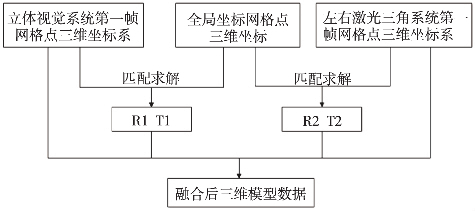 立体视觉系统第一帧
网格点三维坐标系
全局坐标网格点
三维坐标
左右激光三角系统第一
帧网格点三维坐标系
匹配求解
匹配求解
R1 T1
R2 T2
融合后三维模型数据